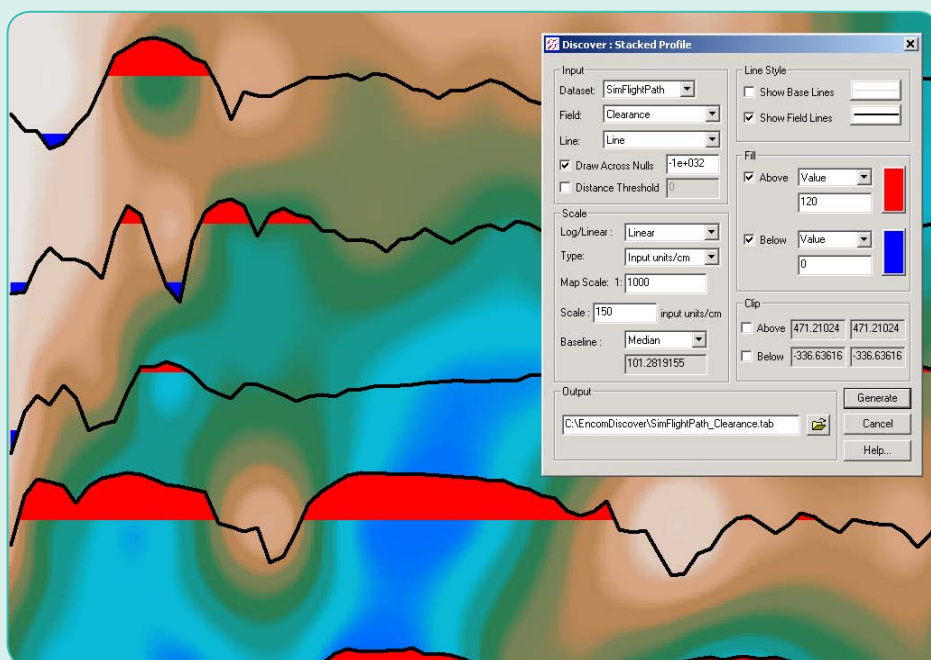 Discover : Stacked Profile
Input
Dataset: SimFlightPath
Field: Clearance
Line: Line
Draw Across Nulls -1e+032
Distance Threshold 0
Scale
Log/Linear : Linear
Type: Input units/cm
Map Scale: 1: 1000
Scale : 150 input units/cm
Baseline : Median
101.2819155
Output
C:\EncomDiscover\SimFlightPath_Clearance.tab
Line Style
Show Base Lines
Show Field Lines
Fill
Above Value
120
Below Value
0
Clip
Above 471.21024 471.21024
Below -336.63616 -336.63616
Generate
Cancel
Help...